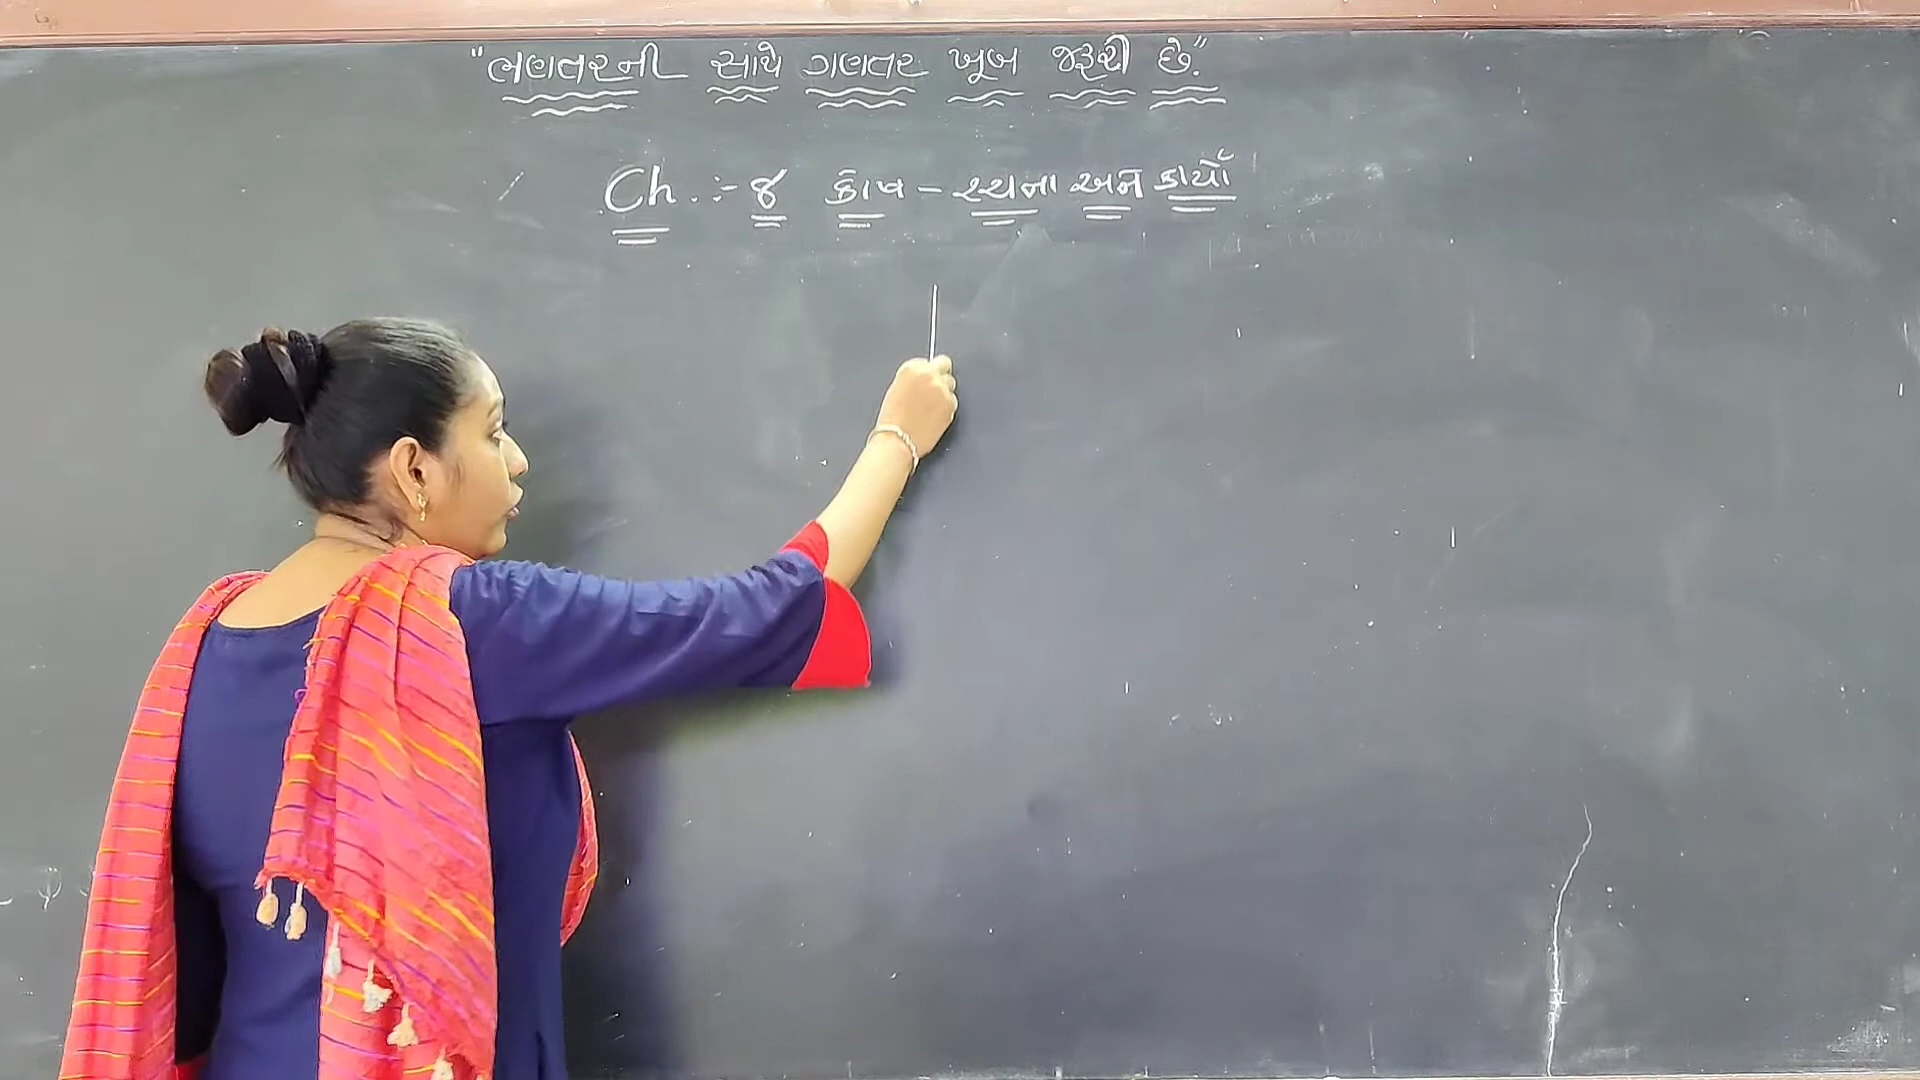 "ભણતરની સાથે ગણતર ખૂબ જરૂરી છે."
Ch. :- ૪ કોષ - રચના અને કાર્યો